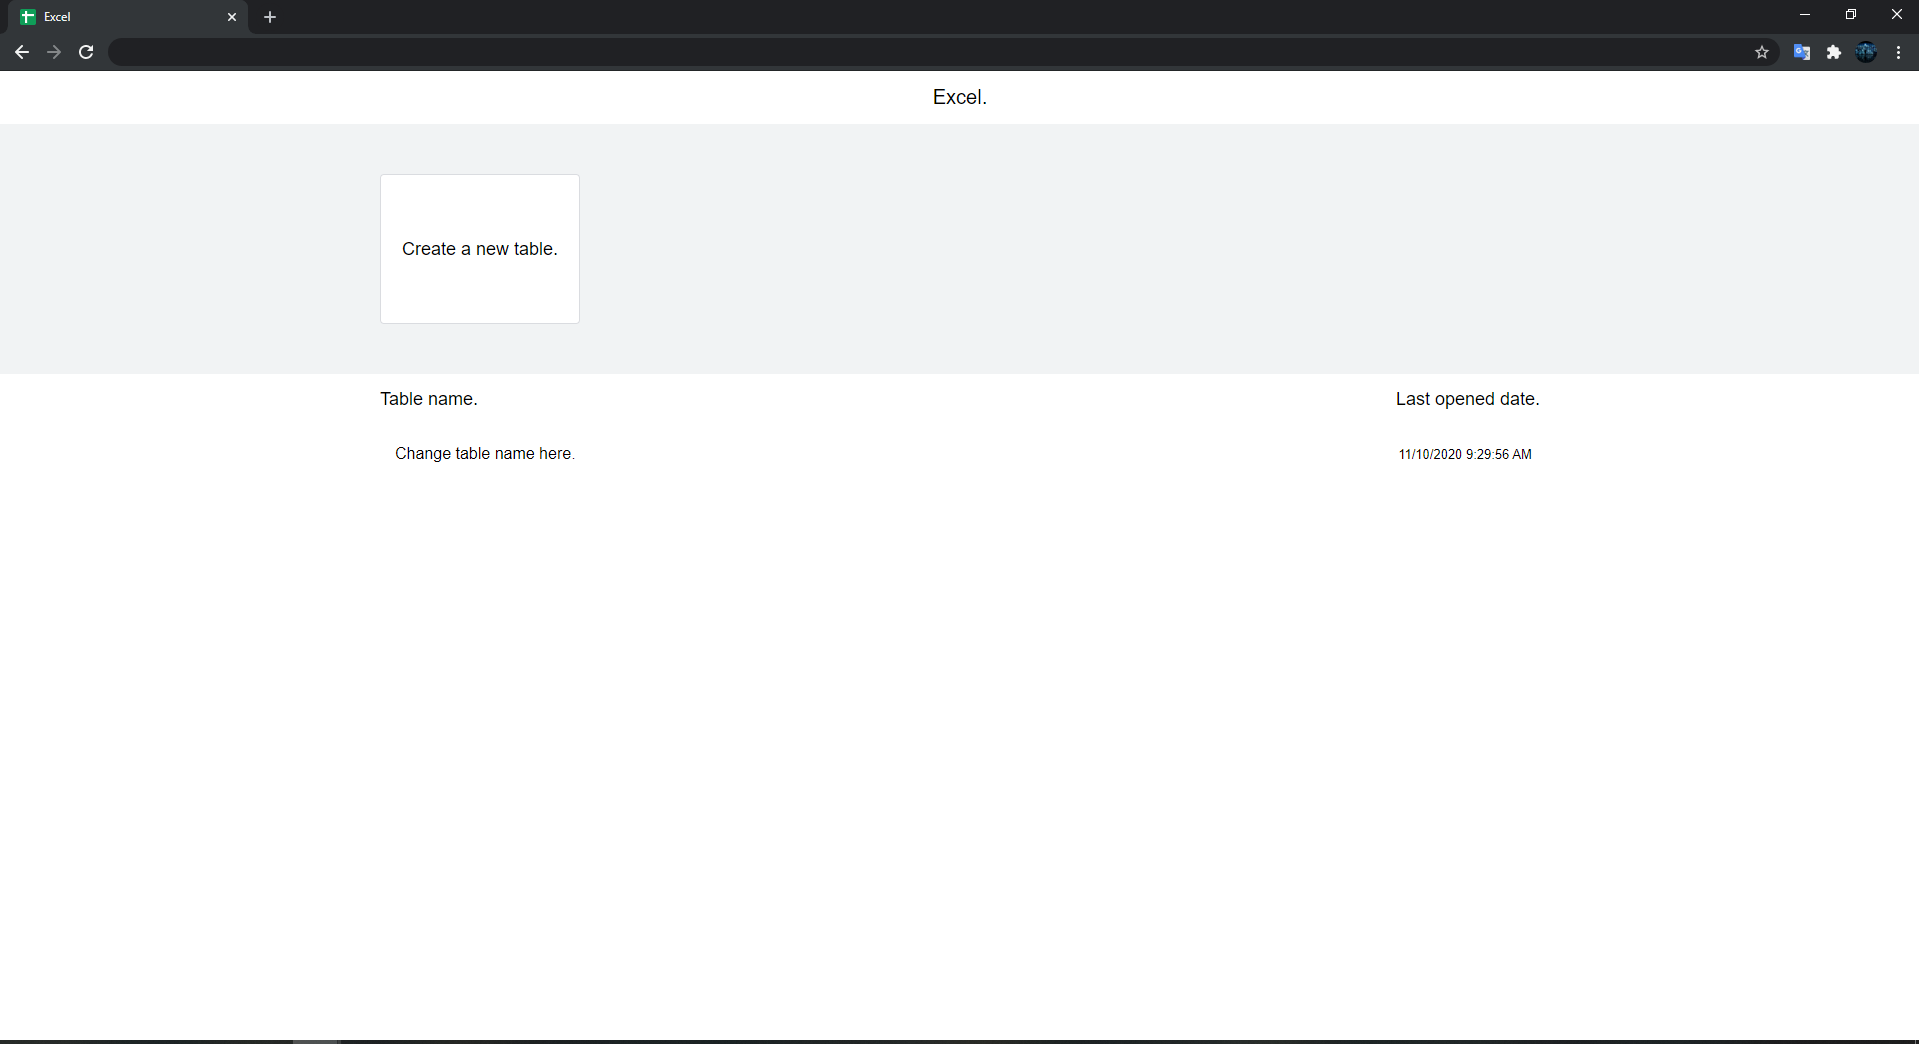 Excel
Excel.
Create a new table.
Table name.
Last opened date.
Change table name here.
11/10/2020 9:29:56 AM